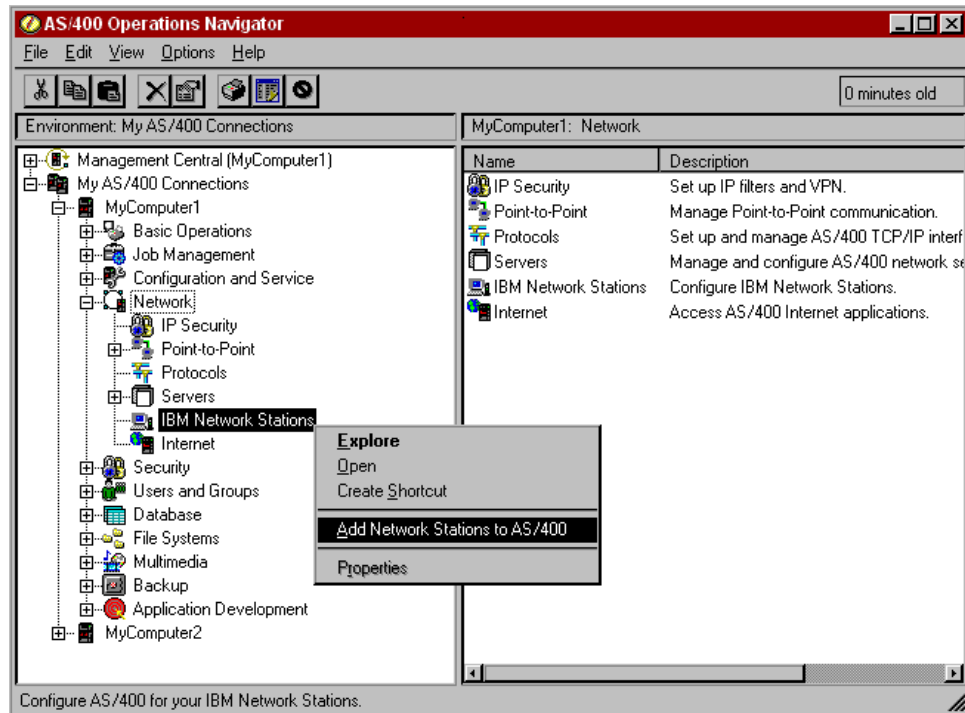 AS/400 Operations Navigator
File Edit View Options Help
0 minutes old
Environment: My AS/400 Connections
MyComputer1: Network
Management Central (MyComputer1)
My AS/400 Connections
MyComputer1
Basic Operations
Job Management
Configuration and Service
Network
IP Security
Point-to-Point
Protocols
Servers
IBM Network Stations
Internet
Security
Users and Groups
Database
File Systems
Multimedia
Backup
Application Development
MyComputer2
Explore
Open
Create Shortcut
Add Network Stations to AS/400
Properties
Name Description
IP Security Set up IP filters and VPN.
Point-to-Point Manage Point-to-Point communication.
Protocols Set up and manage AS/400 TCP/IP interf
Servers Manage and configure AS/400 network se
IBM Network Stations Configure IBM Network Stations.
Internet Access AS/400 Internet applications.
Configure AS/400 for your IBM Network Stations.